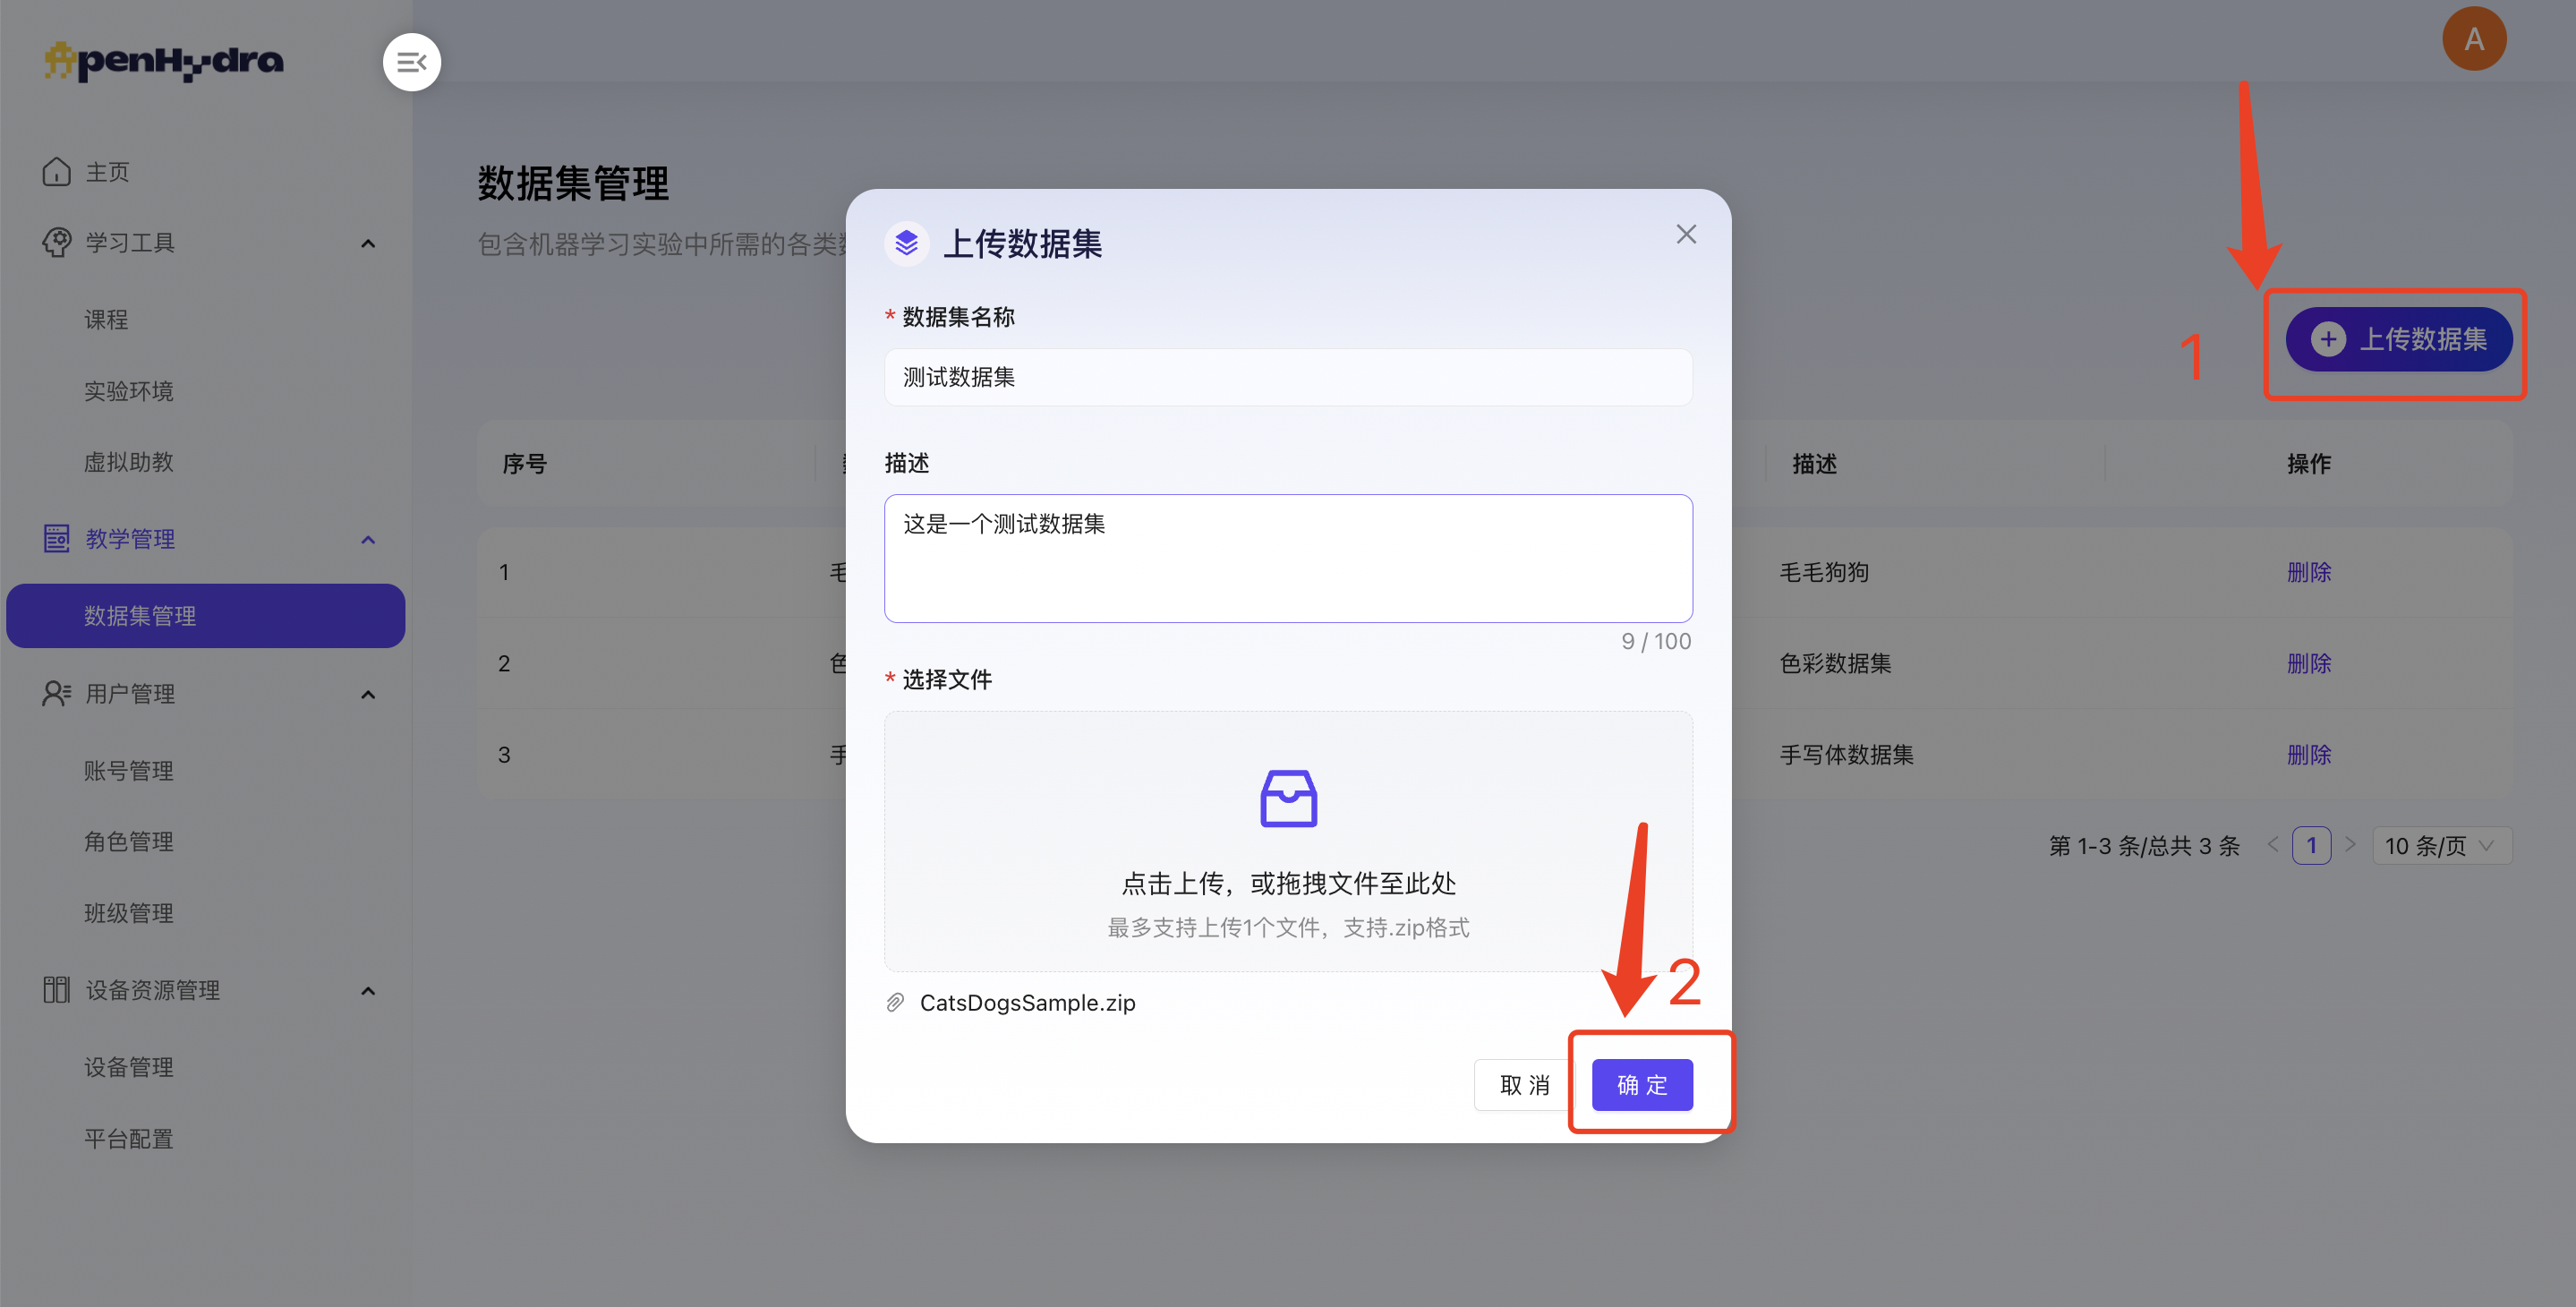 OpenHydra
A
主页
学习工具
课程
实验环境
虚拟助教
教学管理
数据集管理
用户管理
账号管理
角色管理
班级管理
设备资源管理
设备管理
平台配置
数据集管理
包含机器学习实验中所需的各类
1
上传数据集
序号
描述
操作
1
毛毛狗狗
删除
2
色
色彩数据集
删除
3
手写体数据集
删除
第 1-3 条/总共 3 条
1
10 条/页
上传数据集
* 数据集名称
测试数据集
描述
这是一个测试数据集
9 / 100
* 选择文件
点击上传，或拖拽文件至此处
最多支持上传1个文件，支持.zip格式
CatsDogsSample.zip
2
取 消
确 定